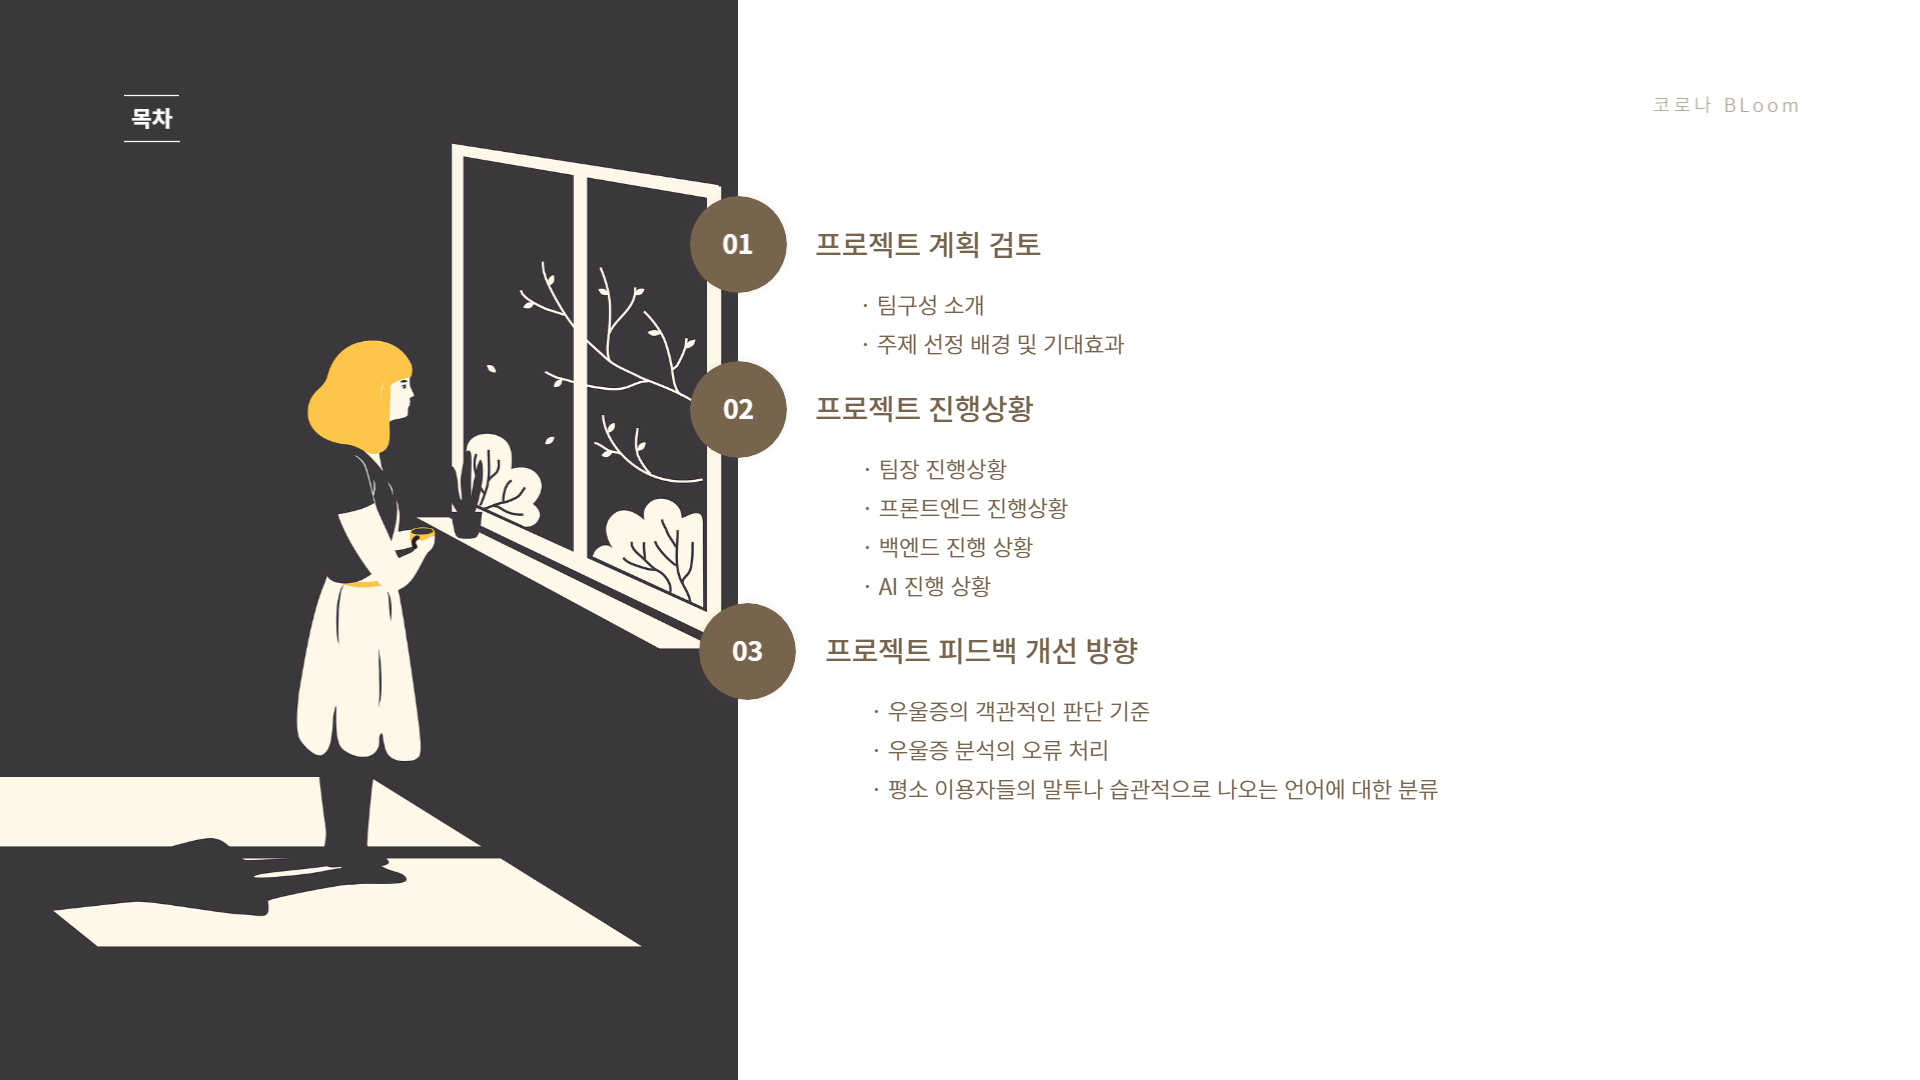 목차
코로나 BLoom
01
프로젝트 계획 검토
· 팀구성 소개
· 주제 선정 배경 및 기대효과
02
프로젝트 진행상황
· 팀장 진행상황
· 프론트엔드 진행상황
· 백엔드 진행 상황
· AI 진행 상황
03
프로젝트 피드백 개선 방향
· 우울증의 객관적인 판단 기준
· 우울증 분석의 오류 처리
· 평소 이용자들의 말투나 습관적으로 나오는 언어에 대한 분류